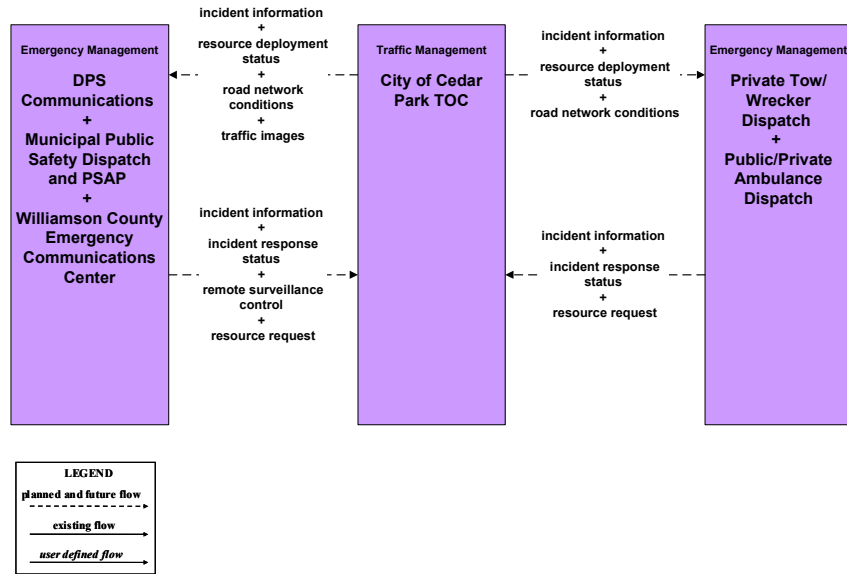 Emergency Management
DPS
Communications
+
Municipal Public
Safety Dispatch
and PSAP
+
Williamson County
Emergency
Communications
Center
incident information
+
resource deployment
status
+
road network
conditions
+
traffic images
incident information
+
incident response
status
+
remote surveillance
control
+
resource request
Traffic Management
City of Cedar
Park TOC
incident information
+
resource deployment
status
+
road network conditions
incident information
+
incident response
status
+
resource request
Emergency Management
Private Tow/
Wrecker
Dispatch
+
Public/Private
Ambulance
Dispatch
LEGEND
planned and future flow
existing flow
user defined flow